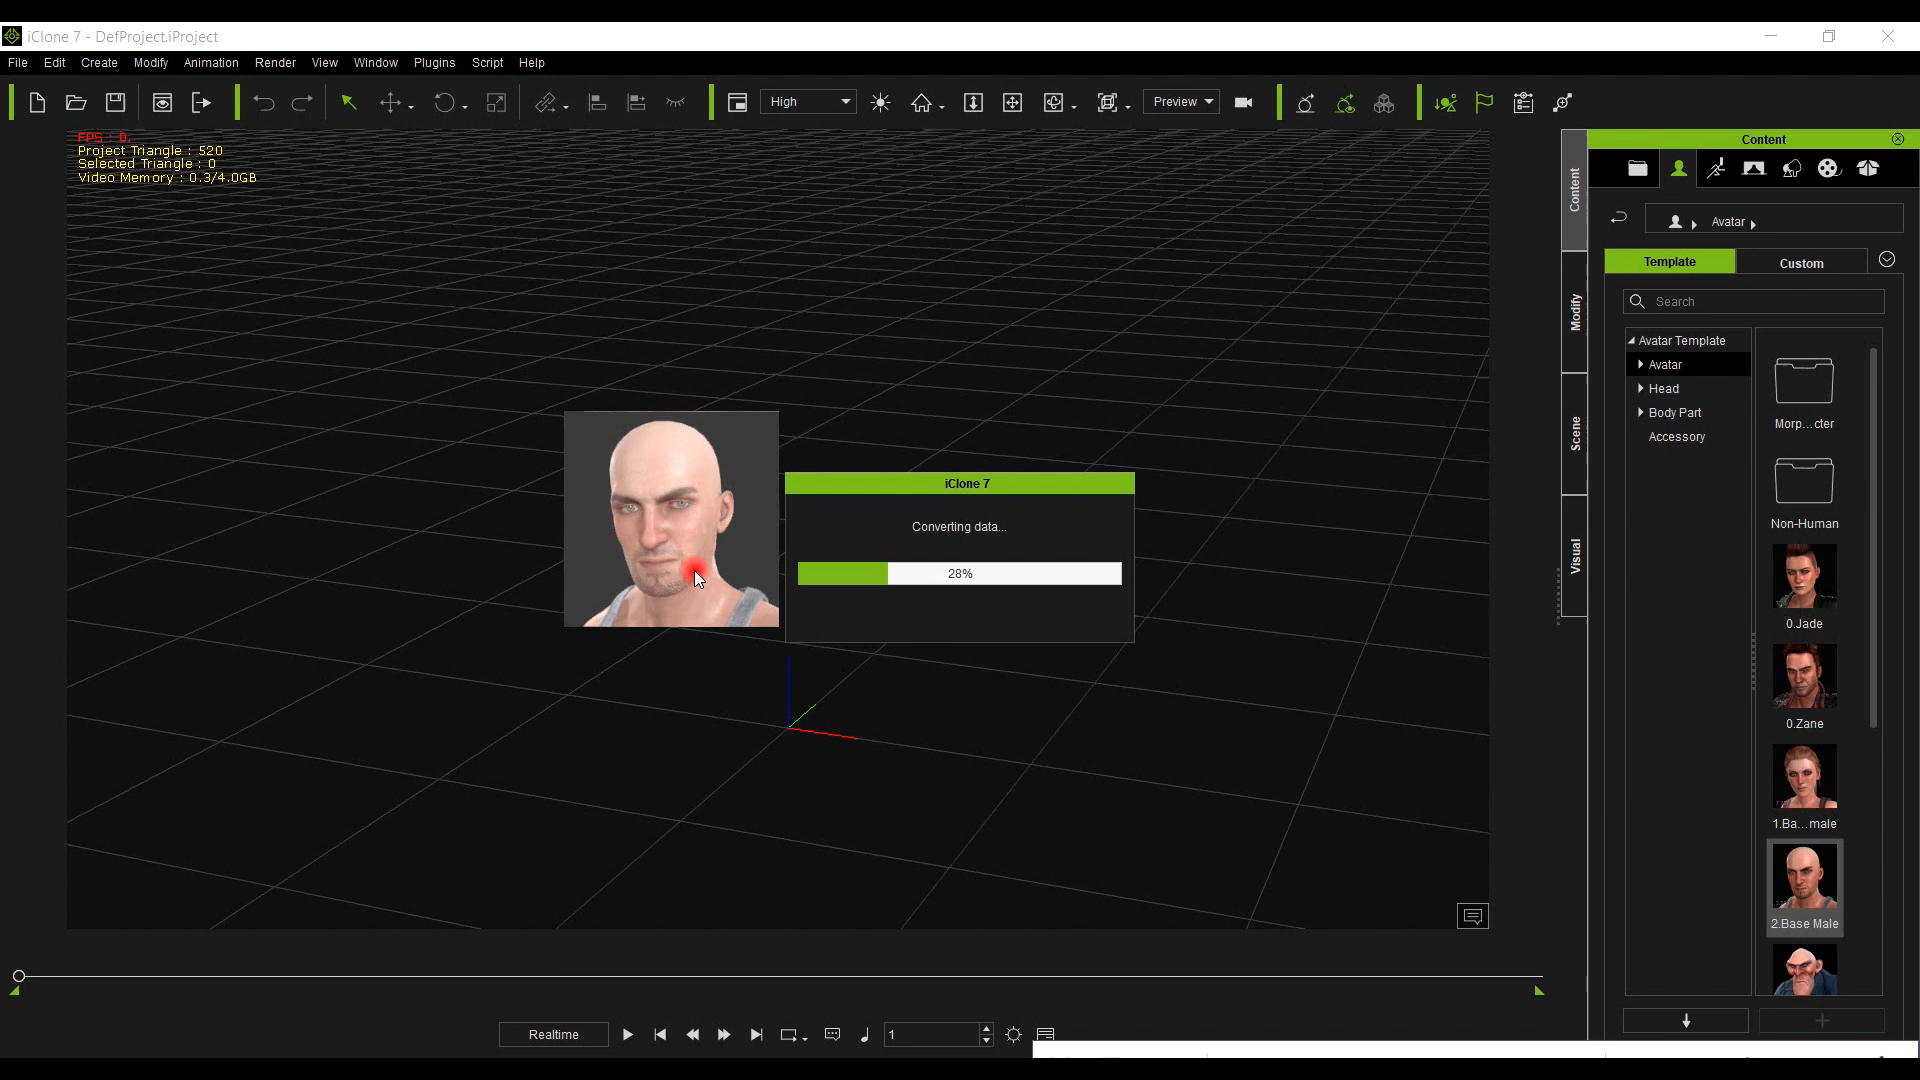 iClone 7 - DefProject.iProject
File Edit Create Modify Animation Render View Window Plugins Script Help
High
Preview
FPS : 0.
Project Triangle : 520
Selected Triangle : 0
Video Memory : 0.3/4.0GB
iClone 7
Converting data...
28%
Content
Modify
Scene
Visual
Content
Avatar
Template Custom
Search
Avatar Template
Avatar
Head
Body Part
Accessory
Morp...cter
Non-Human
0.Jade
0.Zane
1.Ba...male
2.Base Male
Realtime
1